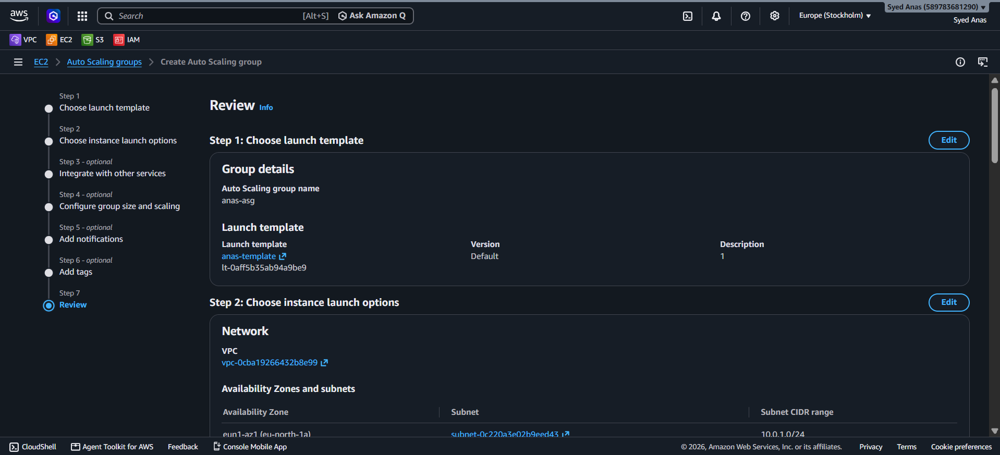 aws
Search [Alt+S] Ask Amazon Q
Europe (Stockholm)
Syed Anas (589783681290)
Syed Anas
VPC EC2 S3 IAM
EC2 Auto Scaling groups Create Auto Scaling group
Step 1
Choose launch template
Step 2
Choose instance launch options
Step 3 - optional
Integrate with other services
Step 4 - optional
Configure group size and scaling
Step 5 - optional
Add notifications
Step 6 - optional
Add tags
Step 7
Review
Review Info
Step 1: Choose launch template Edit
Group details
Auto Scaling group name
anas-asg
Launch template
Launch template Version Description
anas-template Default 1
lt-0aff5b35ab94a9be9
Step 2: Choose instance launch options Edit
Network
VPC
vpc-0cba19266432b8e99
Availability Zones and subnets
Availability Zone Subnet Subnet CIDR range
eun1-az1 (eu-north-1a) subnet-0c220a3e02b9eed43 10.0.1.0/24
CloudShell Agent Toolkit for AWS Feedback Console Mobile App © 2026, Amazon Web Services, Inc. or its affiliates. Privacy Terms Cookie preferences